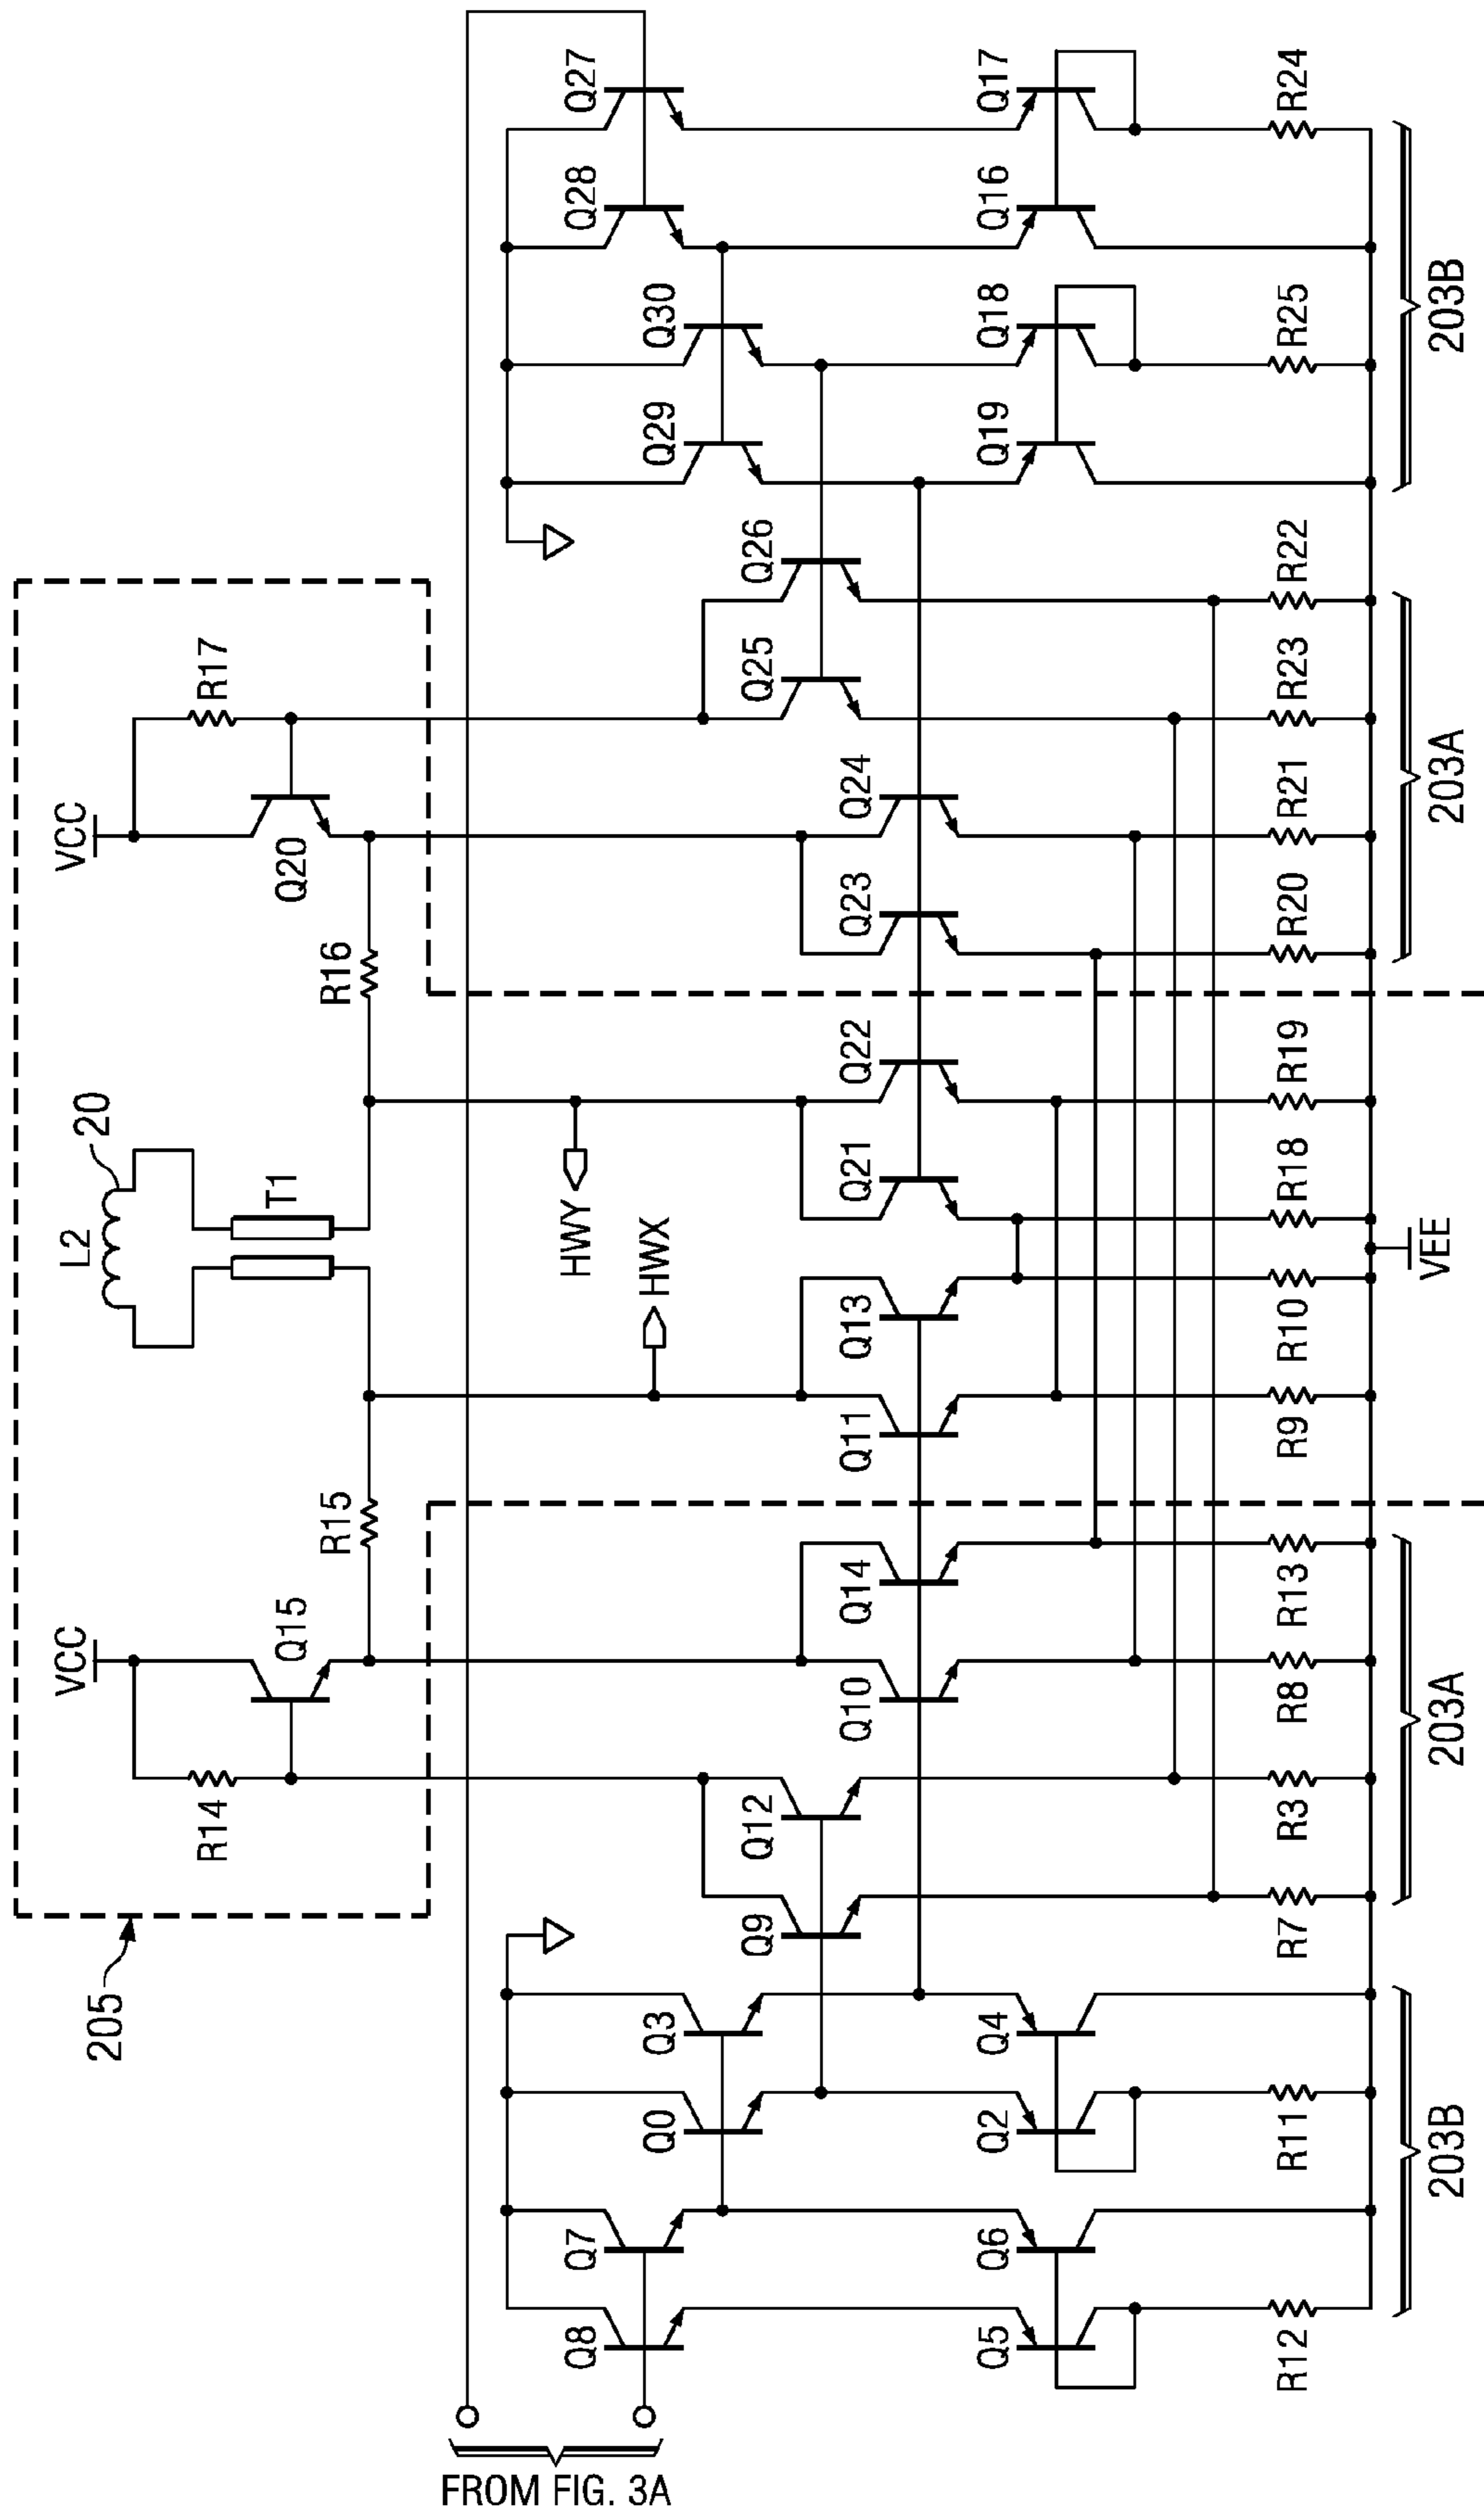 205
VCC
R14
Q15
R15
L2
20
T1
R16
VCC
Q20
R17
HWY
HWX
FROM FIG. 3A
Q8
Q7
Q0
Q3
Q9
Q12
Q10
Q14
Q11
Q13
Q21
Q22
Q23
Q24
Q25
Q26
Q29
Q30
Q28
Q27
Q5
Q6
Q2
Q4
Q19
Q18
Q16
Q17
R12
R11
R7
R3
R8
R13
R9
R10
R18
R19
R20
R21
R23
R22
R25
R24
203B
203A
VEE
203A
203B